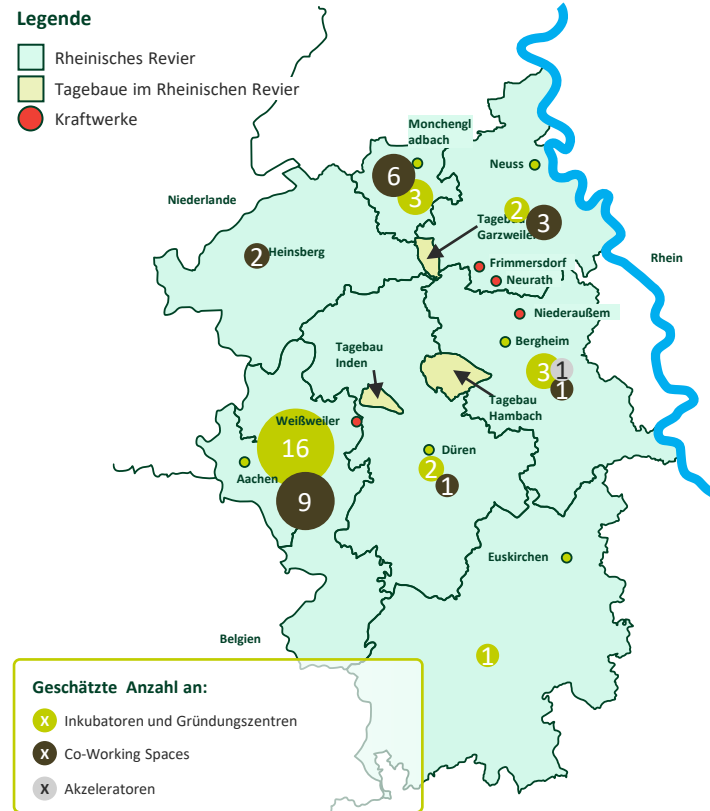 Legende
Rheinisches Revier
Tagebaue im Rheinischen Revier
Kraftwerke
Monchengl
adbach
Neuss
6
3
Niederlande
2
3
Tagebau
Garzweiler
2
Heinsberg
Rhein
Frimmersdorf
Neurath
Niederaußem
Bergheim
Tagebau
Inden
3
1
1
Tagebau
Hambach
Weißweiler
16
Düren
2
1
Aachen
9
Euskirchen
Belgien
1
Geschätzte Anzahl an:
X Inkubatoren und Gründungszentren
X Co-Working Spaces
X Akzeleratoren